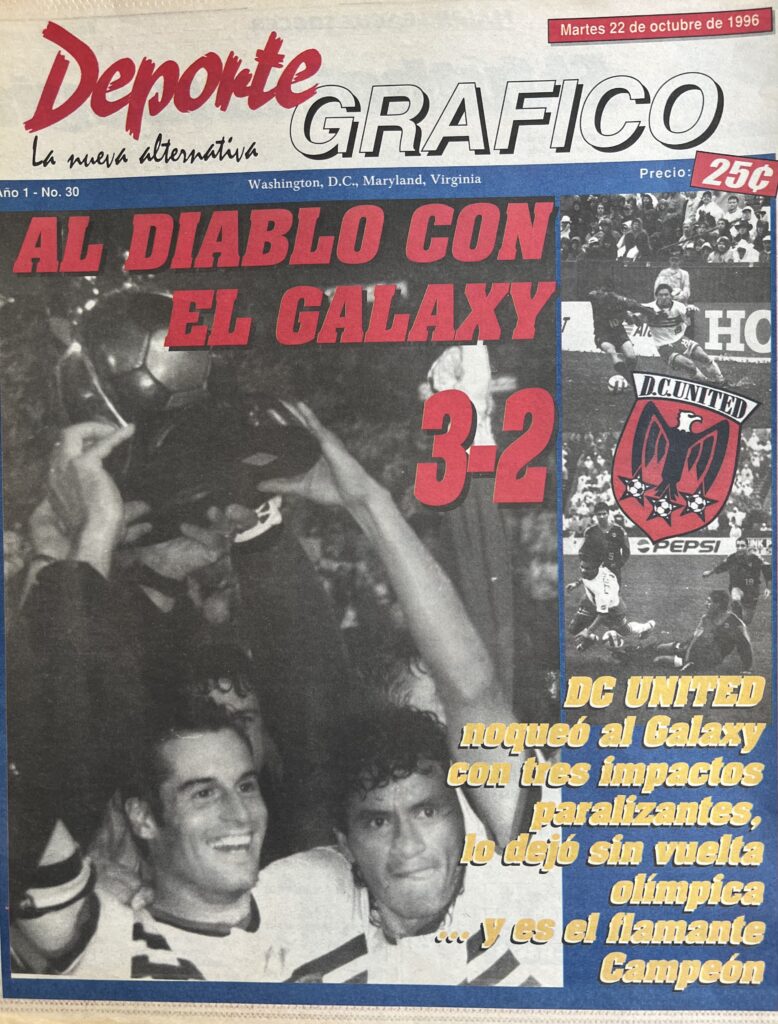 Martes 22 de octubre de 1996
Deporte
GRAFICO
La nueva alternativa
Año 1 - No. 30
Washington, D.C., Maryland, Virginia
Precio: 25¢
AL DIABLO CON
EL GALAXY
3-2
HO
D.C.UNITED
PEPSI
DC UNITED
noqueó al Galaxy
con tres impactos
paralizantes,
lo dejó sin vuelta
olímpica
... y es el flamante
Campeón